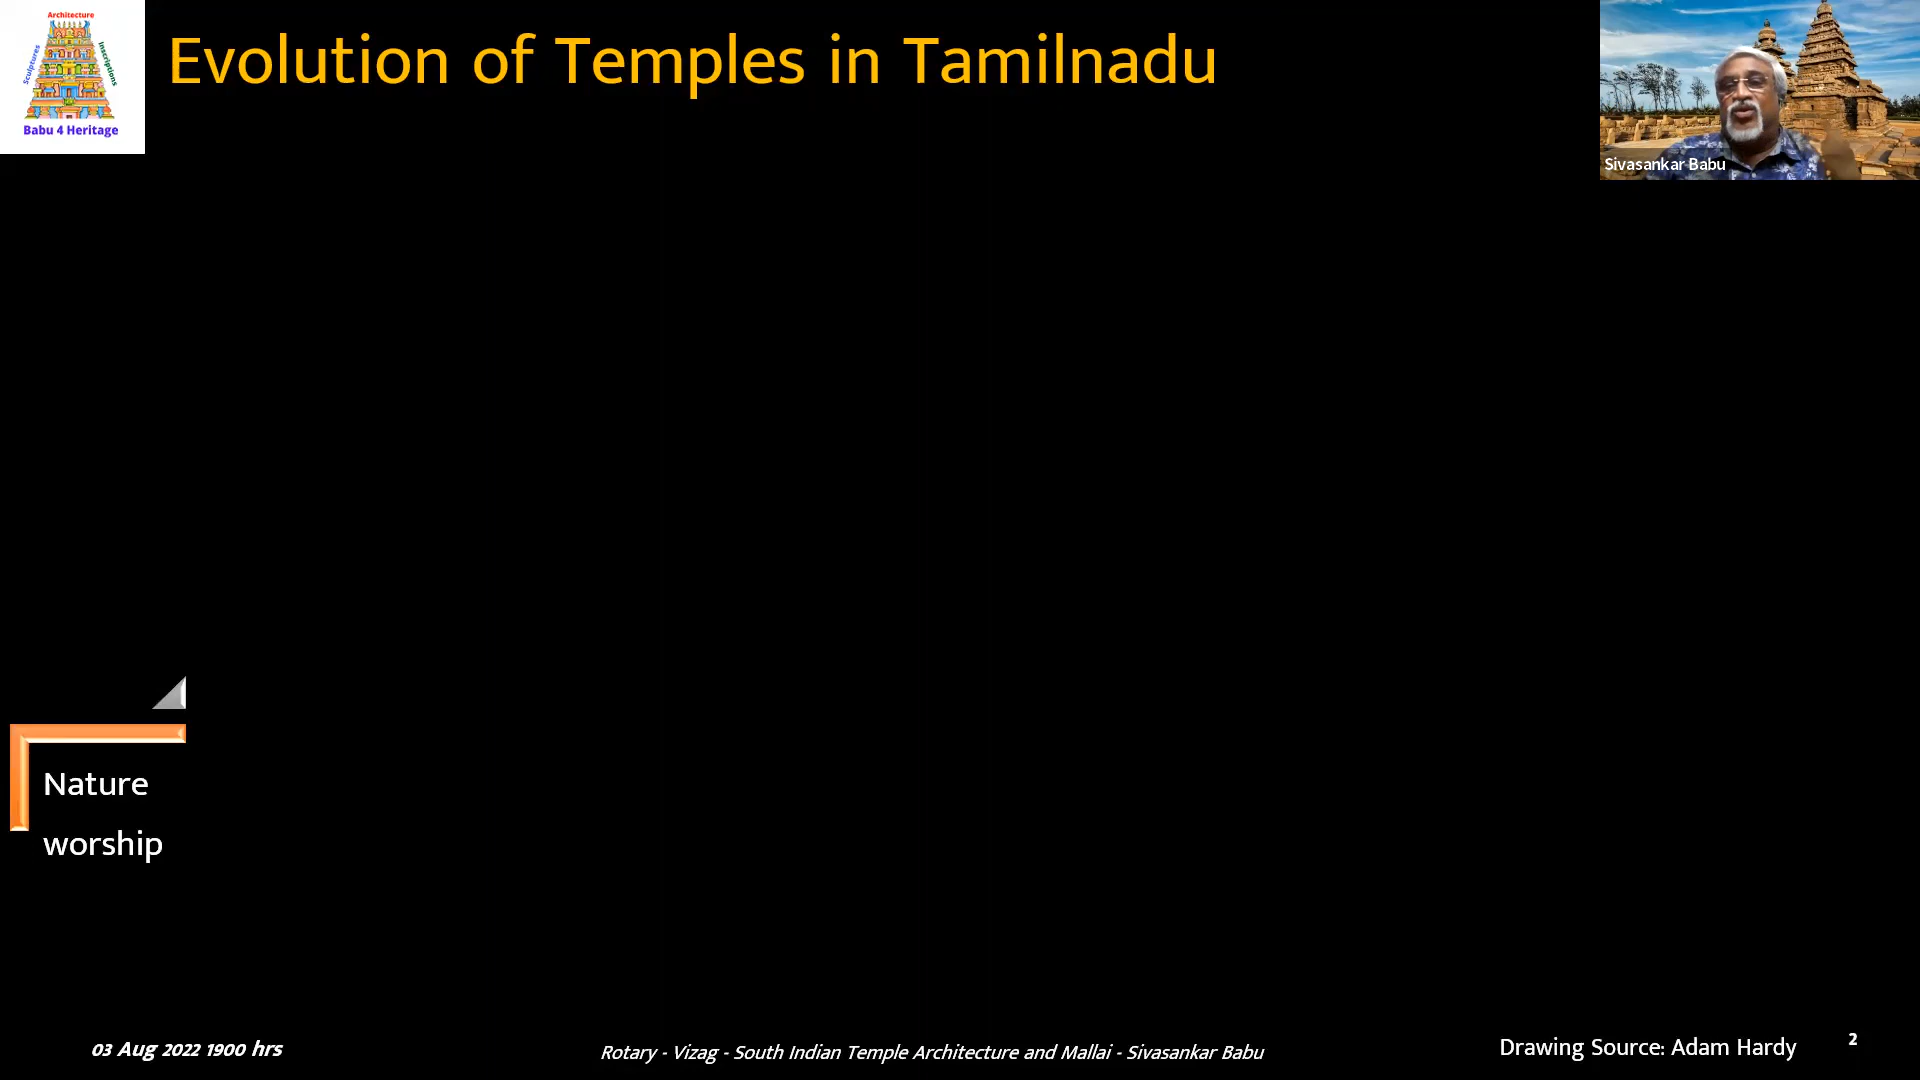 Architecture
Sculptures
Inscriptions
Babu 4 Heritage
Evolution of Temples in Tamilnadu
Sivasankar Babu
Nature
worship
03 Aug 2022 1900 hrs
Rotary - Vizag - South Indian Temple Architecture and Mallai - Sivasankar Babu
Drawing Source: Adam Hardy
2